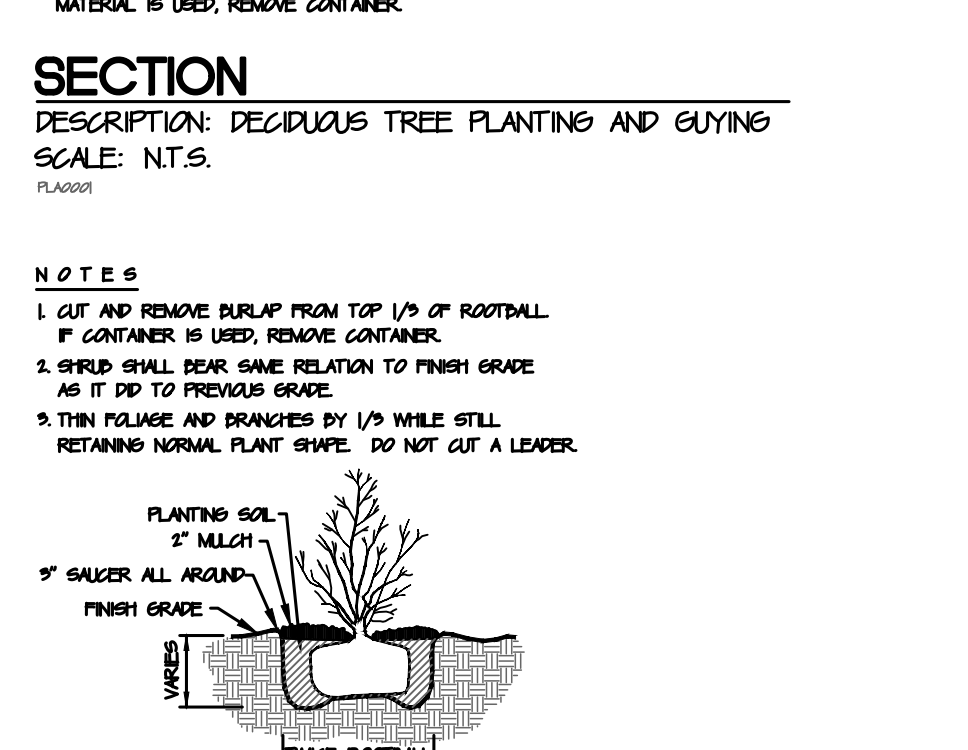 MATERIAL IS USED, REMOVE CONTAINER.
SECTION
DESCRIPTION: DECIDUOUS TREE PLANTING AND GUYING
SCALE: N.T.S.
PLA0001
NOTES
1. CUT AND REMOVE BURLAP FROM TOP 1/3 OF ROOTBALL.
IF CONTAINER IS USED, REMOVE CONTAINER.
2. SHRUB SHALL BEAR SAME RELATION TO FINISH GRADE
AS IT DID TO PREVIOUS GRADE.
3. THIN FOLIAGE AND BRANCHES BY 1/3 WHILE STILL
RETAINING NORMAL PLANT SHAPE. DO NOT CUT A LEADER.
PLANTING SOIL
2" MULCH
3" SAUCER ALL AROUND
FINISH GRADE
VARIES